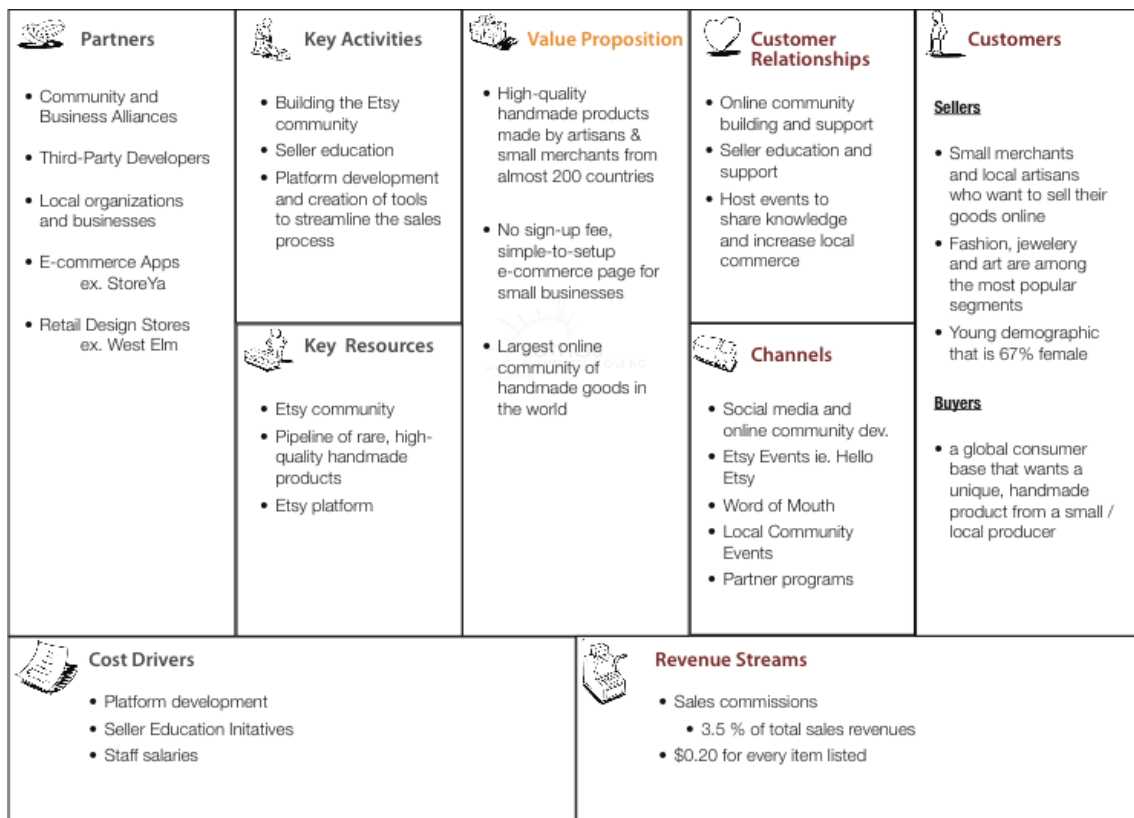 Partners
• Community and
Business Alliances
• Third-Party Developers
• Local organizations
and businesses
• E-commerce Apps
ex. StoreYa
• Retail Design Stores
ex. West Elm
Key Activities
• Building the Etsy
community
• Seller education
• Platform development
and creation of tools
to streamline the sales
process
Key Resources
• Etsy community
• Pipeline of rare, high-
quality handmade
products
• Etsy platform
Value Proposition
• High-quality
handmade products
made by artisans &
small merchants from
almost 200 countries
• No sign-up fee,
simple-to-setup
e-commerce page for
small businesses
• Largest online
community of
handmade goods in
the world
Customer
Relationships
• Online community
building and support
• Seller education and
support
• Host events to
share knowledge
and increase local
commerce
Channels
• Social media and
online community dev.
• Etsy Events ie. Hello
Etsy
• Word of Mouth
• Local Community
Events
• Partner programs
Customers
Sellers
• Small merchants
and local artisans
who want to sell their
goods online
• Fashion, jewelery
and art are among
the most popular
segments
• Young demographic
that is 67% female
Buyers
• a global consumer
base that wants a
unique, handmade
product from a small /
local producer
Cost Drivers
• Platform development
• Seller Education Initatives
• Staff salaries
Revenue Streams
• Sales commissions
• 3.5 % of total sales revenues
• $0.20 for every item listed